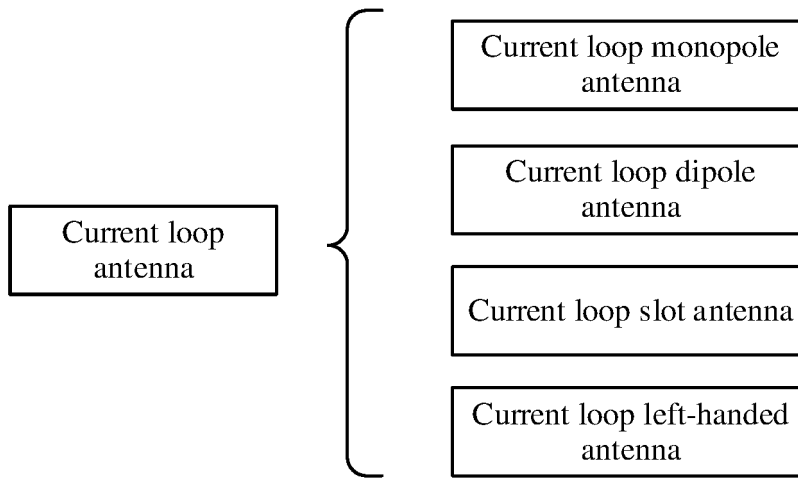 Current loop
antenna
Current loop monopole
antenna
Current loop dipole
antenna
Current loop slot antenna
Current loop left-handed
antenna